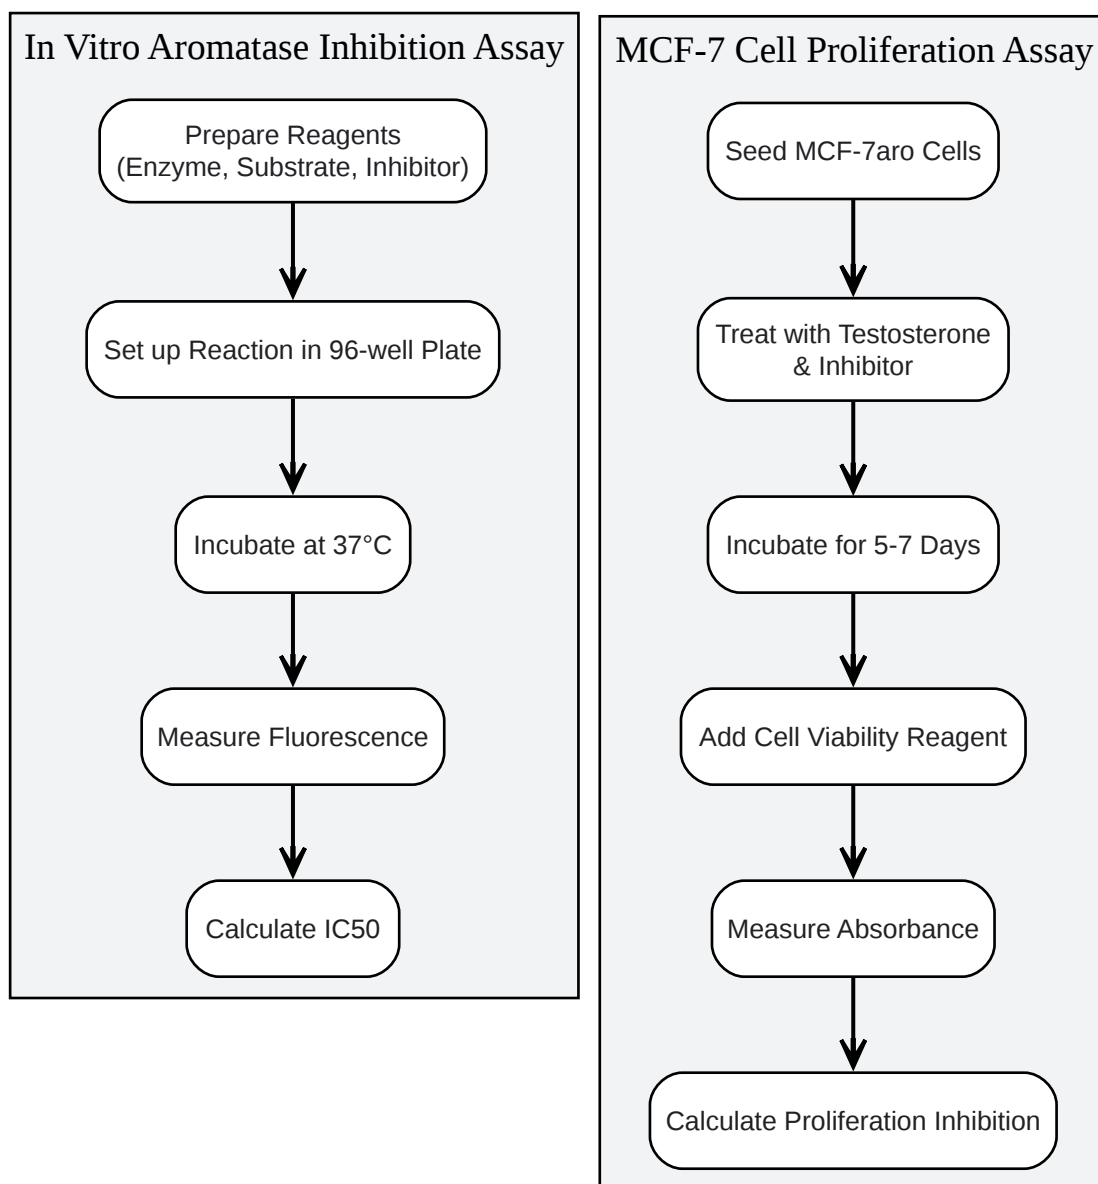 In Vitro Aromatase Inhibition Assay
Prepare Reagents
(Enzyme, Substrate, Inhibitor)
Set up Reaction in 96-well Plate
Incubate at 37°C
Measure Fluorescence
Calculate IC50
MCF-7 Cell Proliferation Assay
Seed MCF-7aro Cells
Treat with Testosterone
& Inhibitor
Incubate for 5-7 Days
Add Cell Viability Reagent
Measure Absorbance
Calculate Proliferation Inhibition